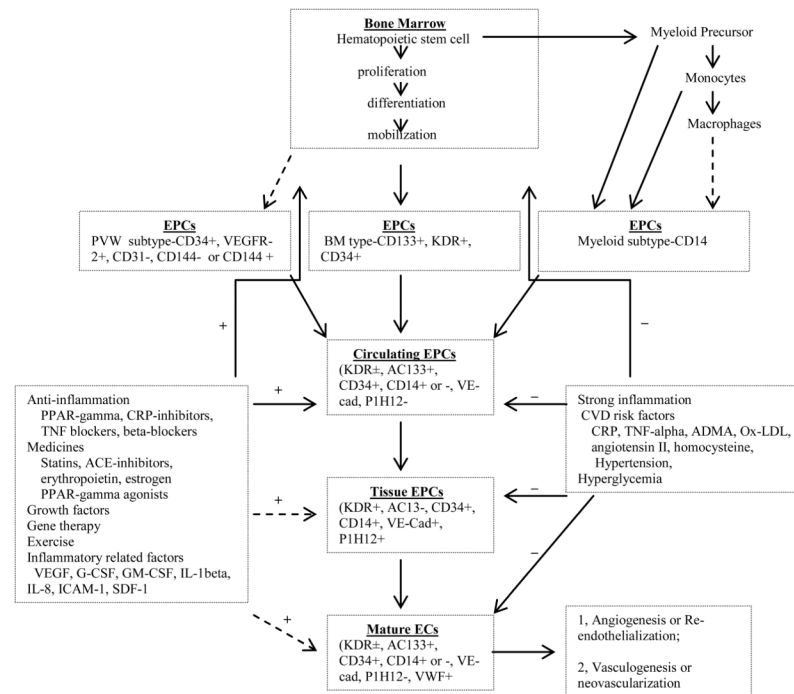 Bone Marrow
Hematopoietic stem cell
proliferation
differentiation
mobilization
Myeloid Precursor
Monocytes
Macrophages
EPCs
PVW subtype-CD34+, VEGFR-
2+, CD31-, CD144- or CD144 +
EPCs
BM type-CD133+, KDR+,
CD34+
EPCs
Myeloid subtype-CD14
+
–
Circulating EPCs
(KDR±, AC133+,
CD34+, CD14+ or -, VE-
cad, P1H12-
Anti-inflammation
PPAR-gamma, CRP-inhibitors,
TNF blockers, beta-blockers
Medicines
Statins, ACE-inhibitors,
erythropoietin, estrogen
PPAR-gamma agonists
Growth factors
Gene therapy
Exercise
Inflammatory related factors
VEGF, G-CSF, GM-CSF, IL-1beta,
IL-8, ICAM-1, SDF-1
+
–
Strong inflammation
CVD risk factors
CRP, TNF-alpha, ADMA, Ox-LDL,
angiotensin II, homocysteine,
Hypertension,
Hyperglycemia
Tissue EPCs
(KDR+, AC13-, CD34+,
CD14+, VE-Cad+,
P1H12+
+
–
–
+
Mature ECs
(KDR±, AC133+,
CD34+, CD14+ or -, VE-
cad, P1H12-, VWF+
1, Angiogenesis or Re-
endothelialization;
2, Vasculogenesis or
neovascularization